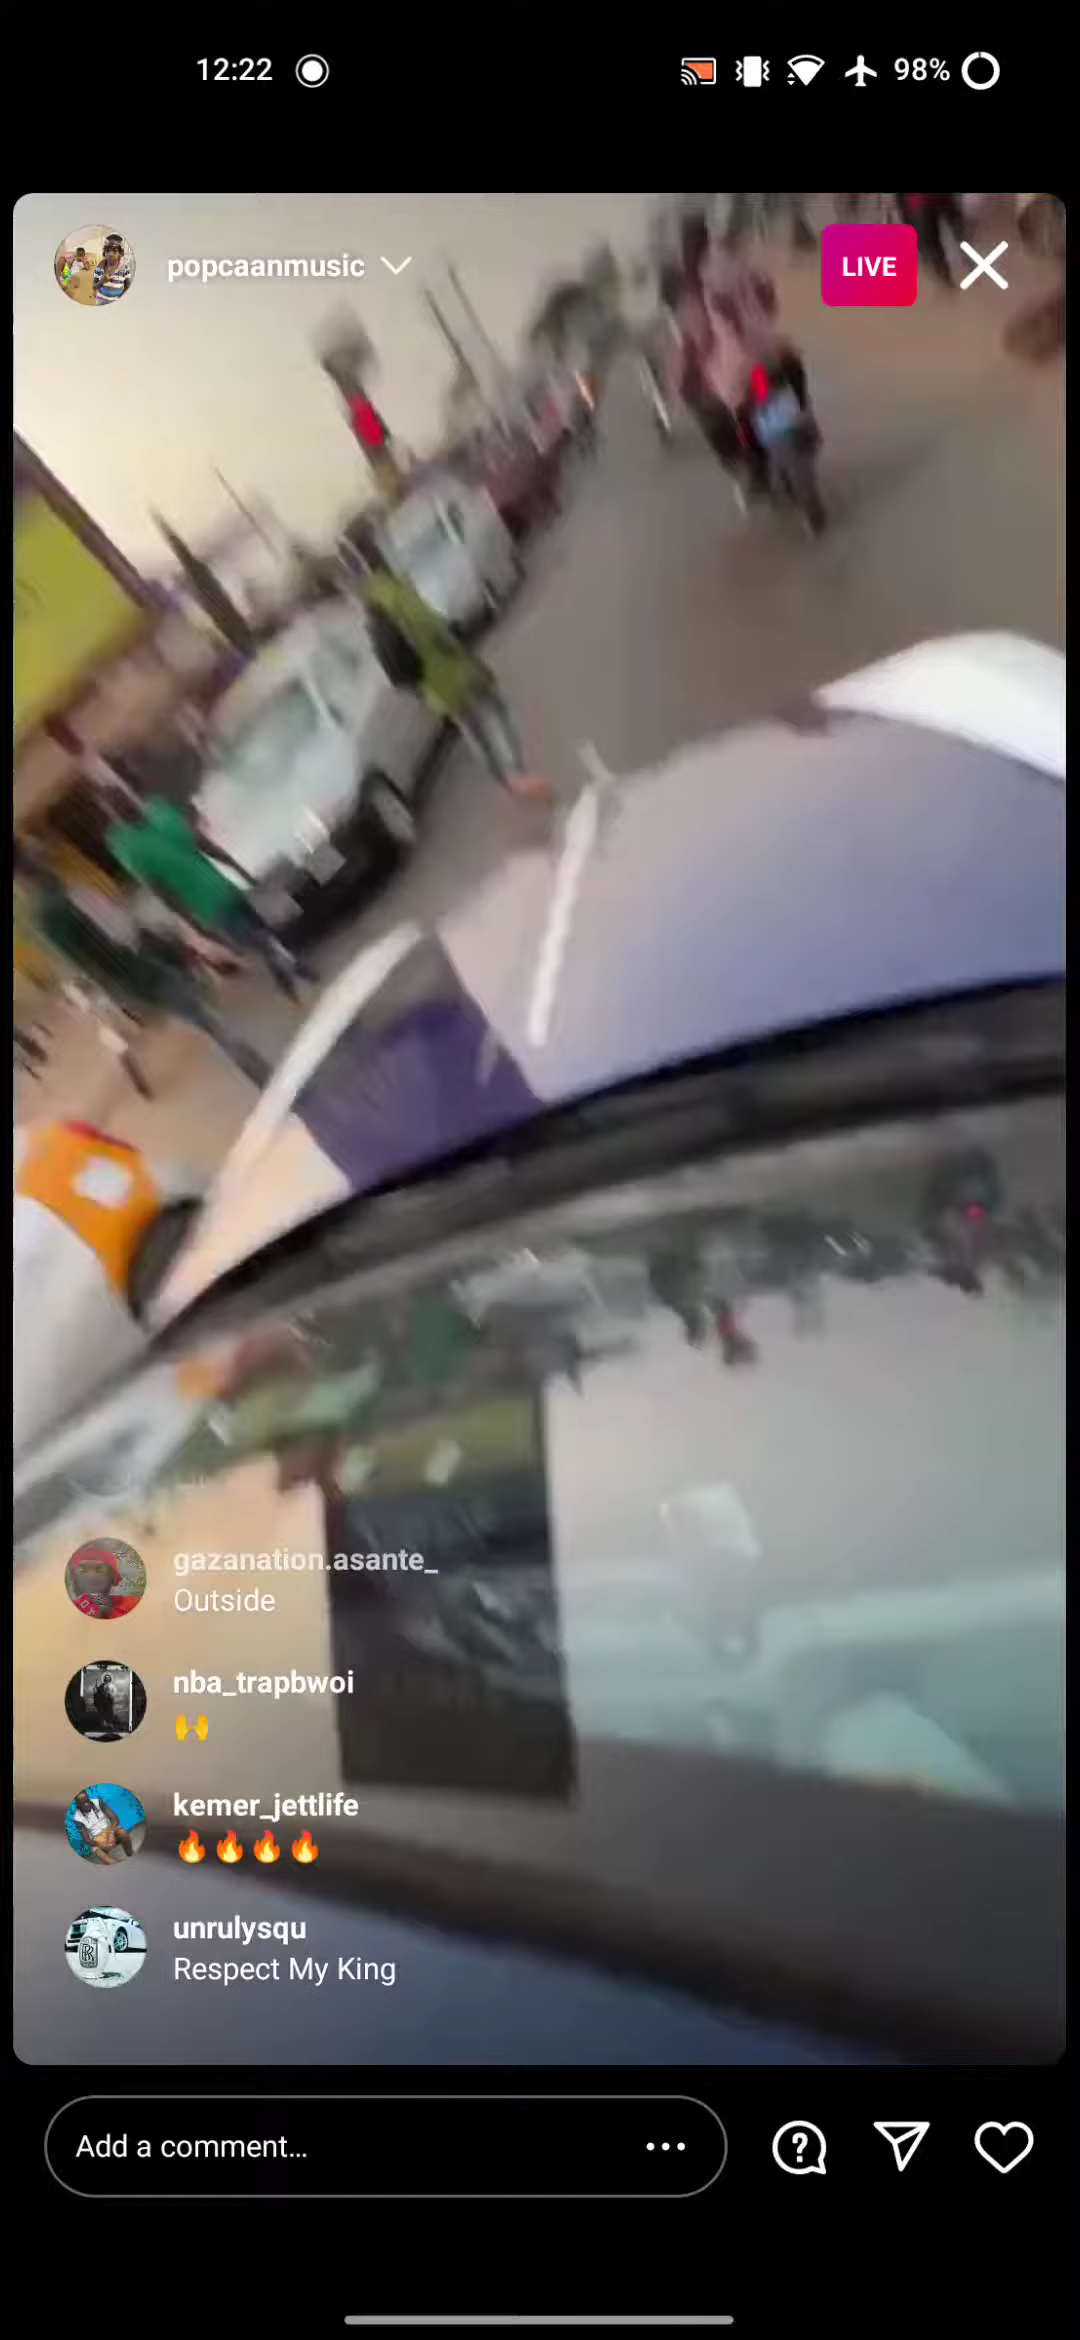 12:22
98%
popcaanmusic
LIVE
gazanation.asante_
Outside
nba_trapbwoi
🙌
kemer_jettlife
🔥🔥🔥🔥
unrulysqu
Respect My King
Add a comment…